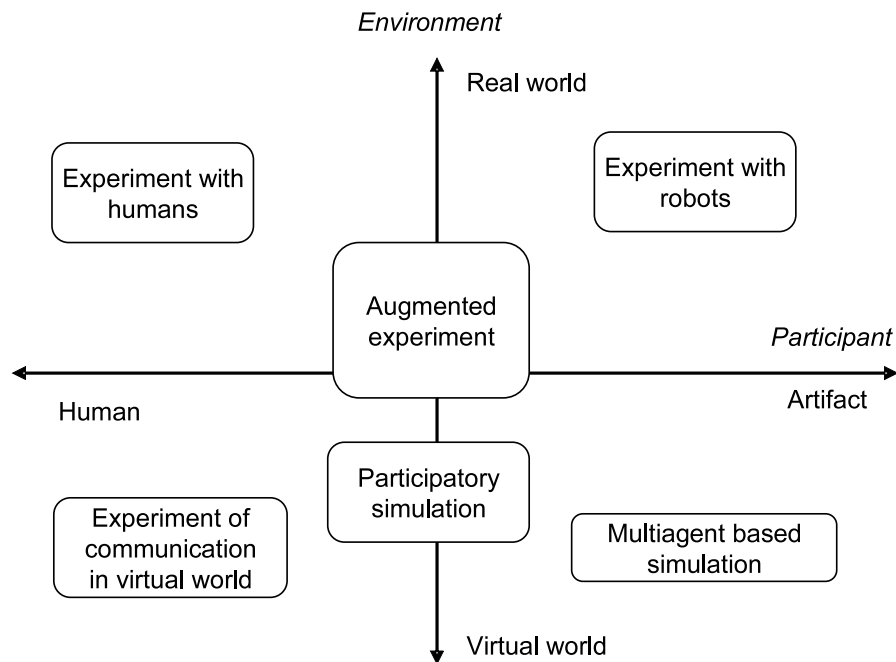 Environment
Real world
Experiment with
humans
Experiment with
robots
Augmented
experiment
Participant
Human
Artifact
Participatory
simulation
Experiment of
communication
in virtual world
Multiagent based
simulation
Virtual world